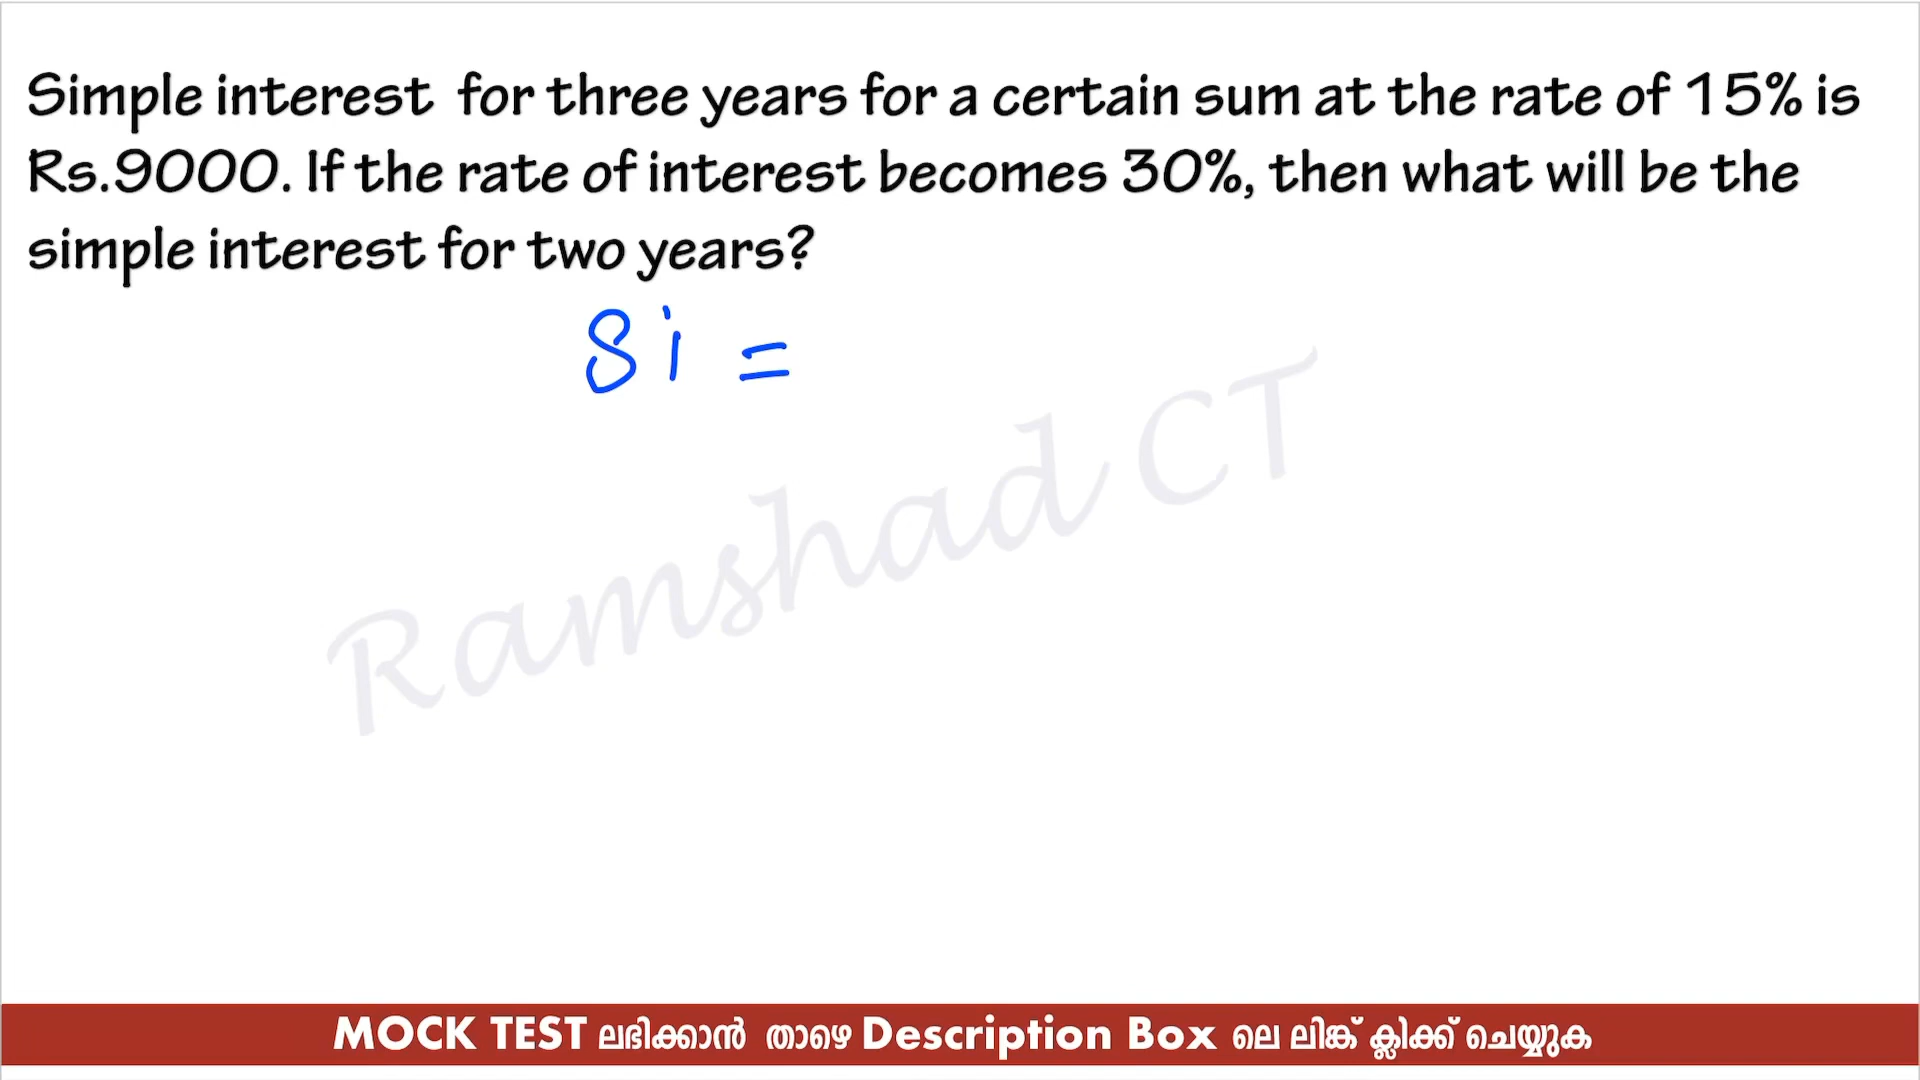 Simple interest for three years for a certain sum at the rate of 15% is
Rs.9000. If the rate of interest becomes 30%, then what will be the
simple interest for two years?
Si =
Ramshad CT
MOCK TEST ലഭിക്കാൻ താഴെ Description Box ലെ ലിങ്ക് ക്ലിക്ക് ചെയ്യുക